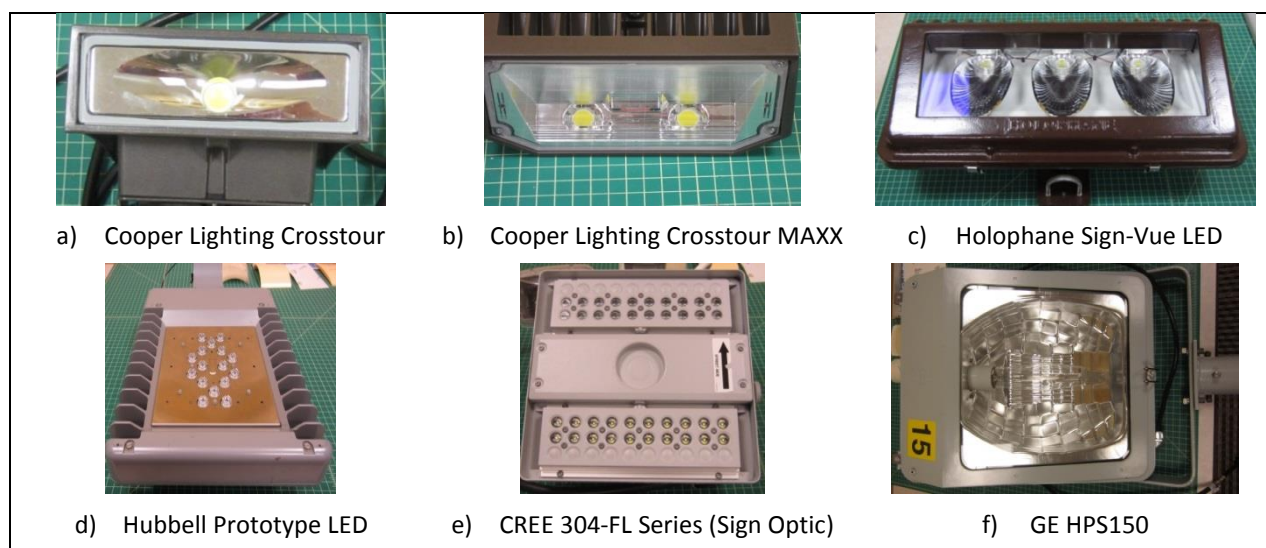 a) Cooper Lighting Crosstour
b) Cooper Lighting Crosstour MAXX
c) Holophane Sign-Vue LED
15
d) Hubbell Prototype LED
e) CREE 304-FL Series (Sign Optic)
f) GE HPS150